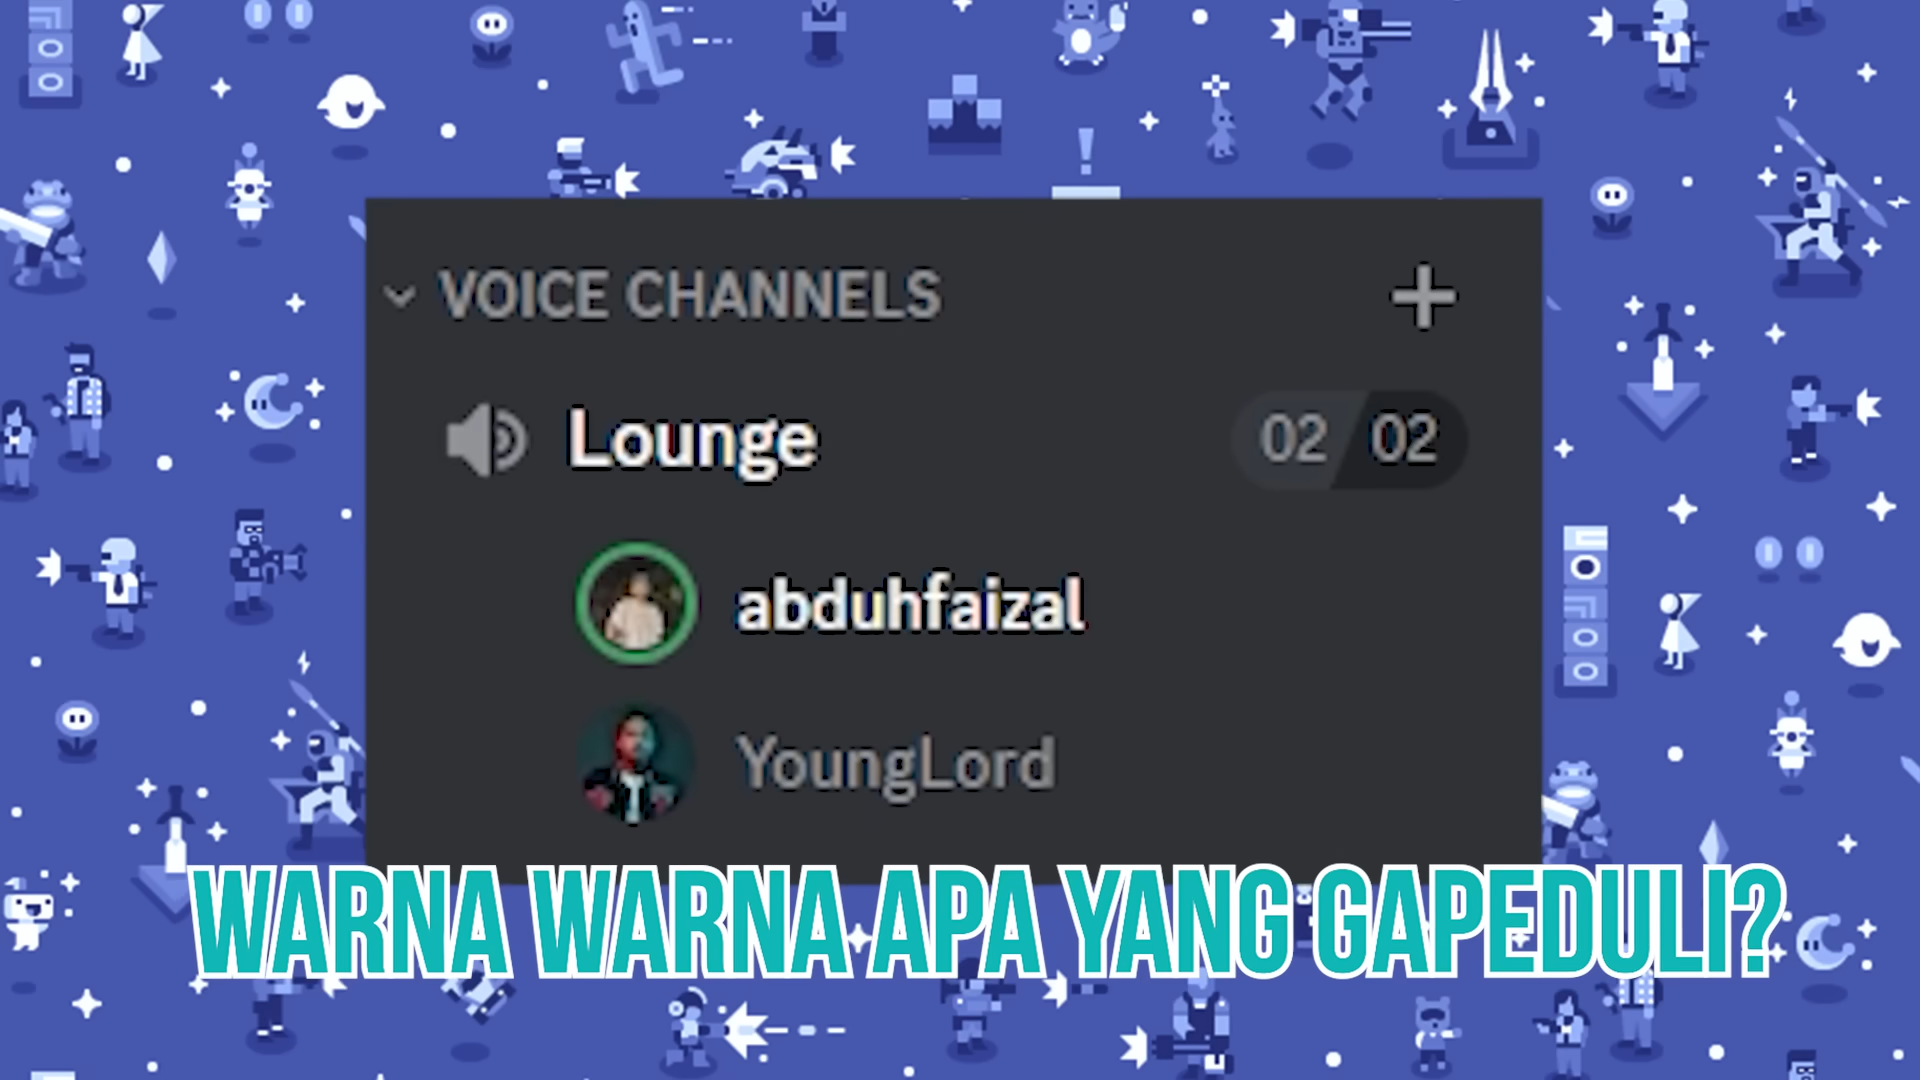 VOICE CHANNELS
Lounge 02 02
abduhfaizal
YoungLord
WARNA WARNA APA YANG GAPEDULI?